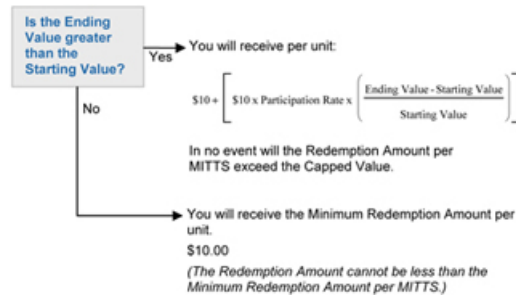 Is the Ending
Value greater
than the
Starting Value?
Yes
You will receive per unit:
$10 + [ $10 x Participation Rate x ( Ending Value - Starting Value
Starting Value ) ]
In no event will the Redemption Amount per
MITTS exceed the Capped Value.
No
You will receive the Minimum Redemption Amount per
unit.
$10.00
(The Redemption Amount cannot be less than the
Minimum Redemption Amount per MITTS.)